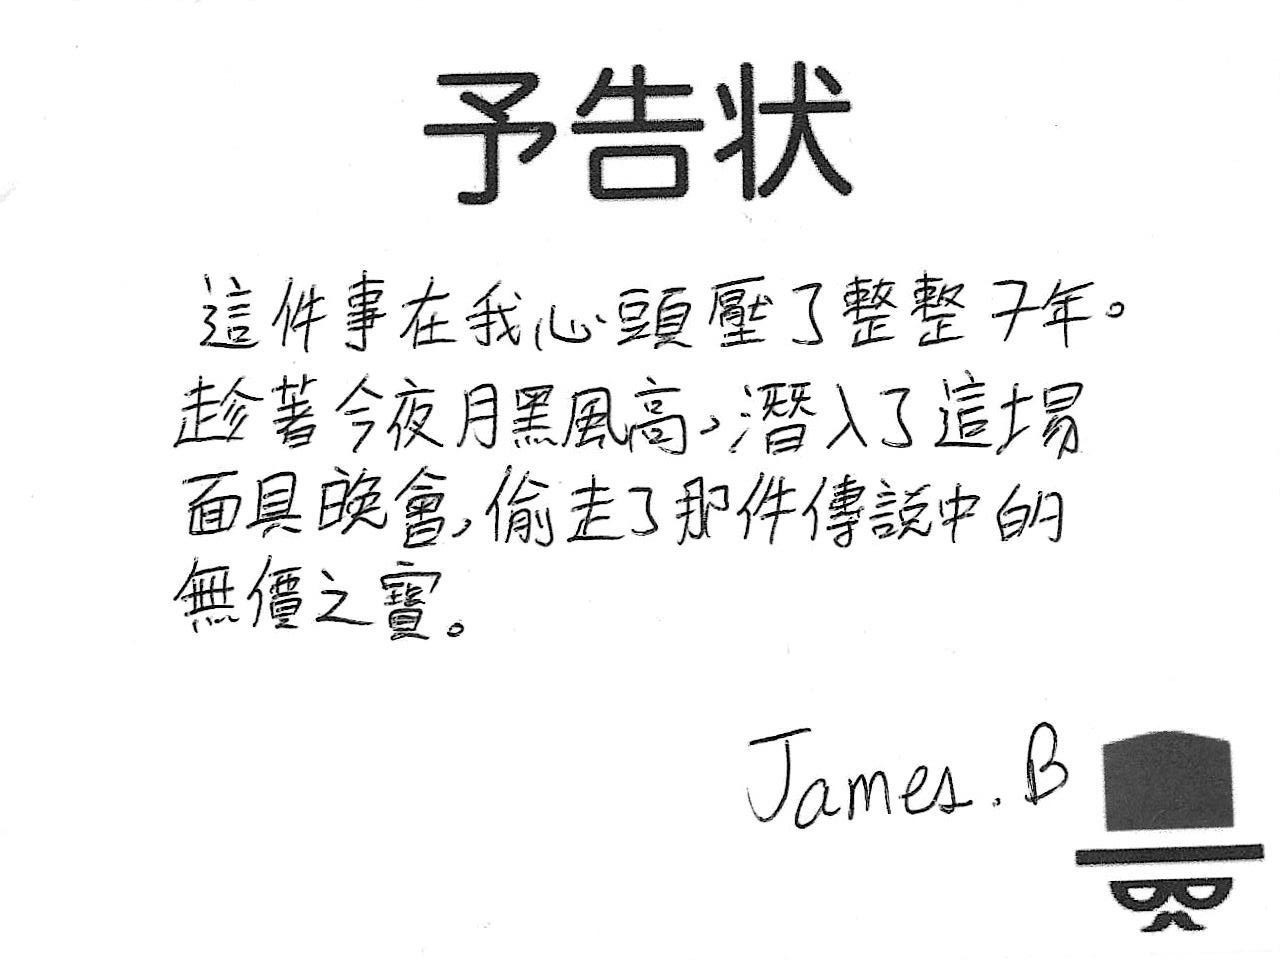 予告状
這件事在我心頭壓了整整7年。
趁著今夜月黑風高,潛入了這場
面具晚會,偷走了那件傳說中的
無價之寶。
James.B